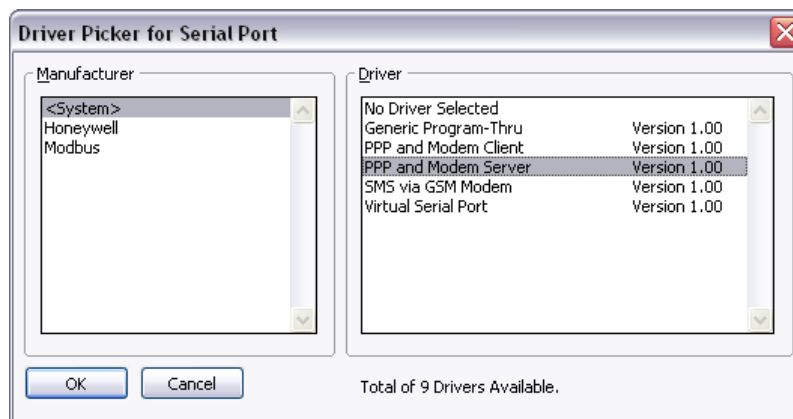 Driver Picker for Serial Port
Manufacturer
<System>
Honeywell
Modbus
Driver
No Driver Selected
Generic Program-Thru Version 1.00
PPP and Modem Client Version 1.00
PPP and Modem Server Version 1.00
SMS via GSM Modem Version 1.00
Virtual Serial Port Version 1.00
OK Cancel Total of 9 Drivers Available.